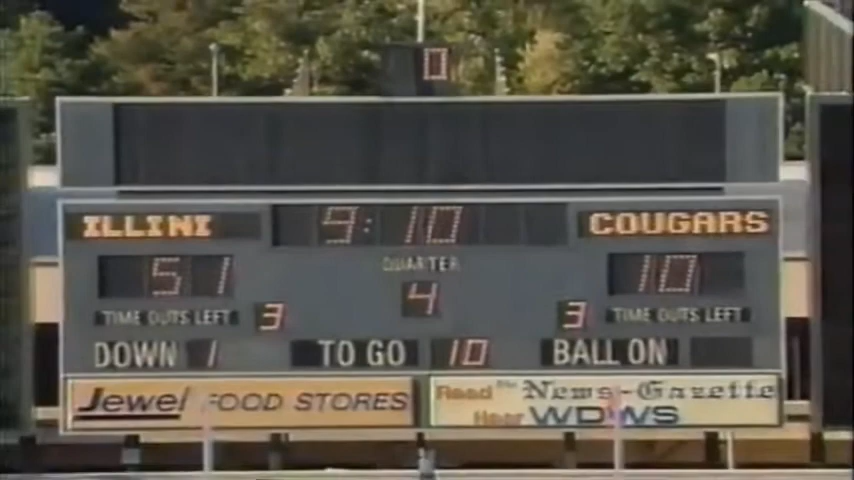 0
ILLINI 9:10 COUGARS
51 QUARTER 10
TIME OUTS LEFT 3 4 3 TIME OUTS LEFT
DOWN 1 TO GO 10 BALL ON
Jewel FOOD STORES
Read The News-Gazette
Hear WDWS